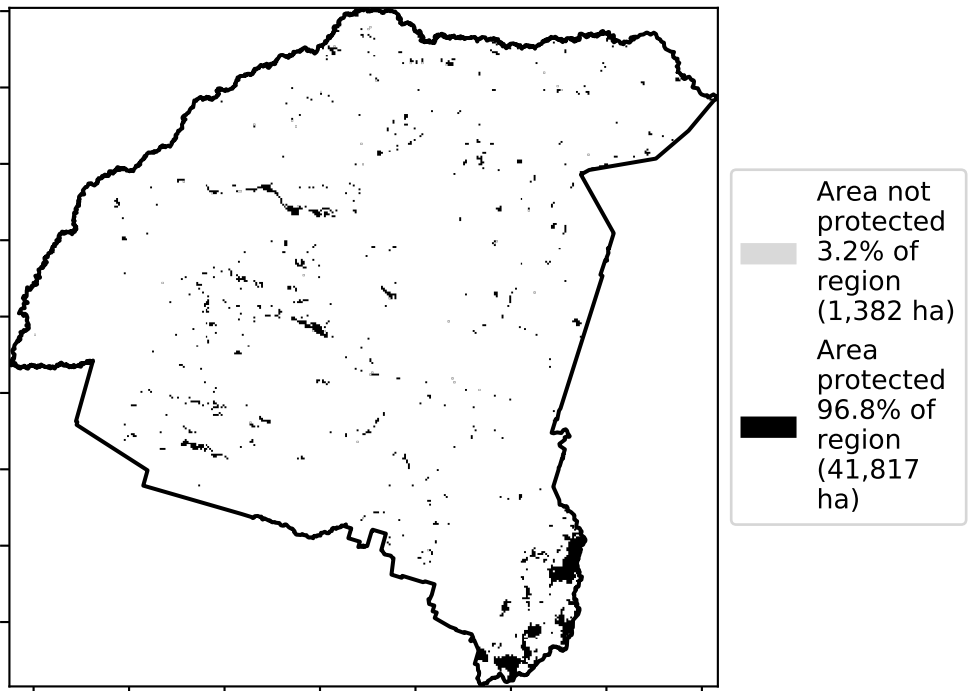 Area not
protected
3.2% of
region
(1,382 ha)
Area
protected
96.8% of
region
(41,817
ha)